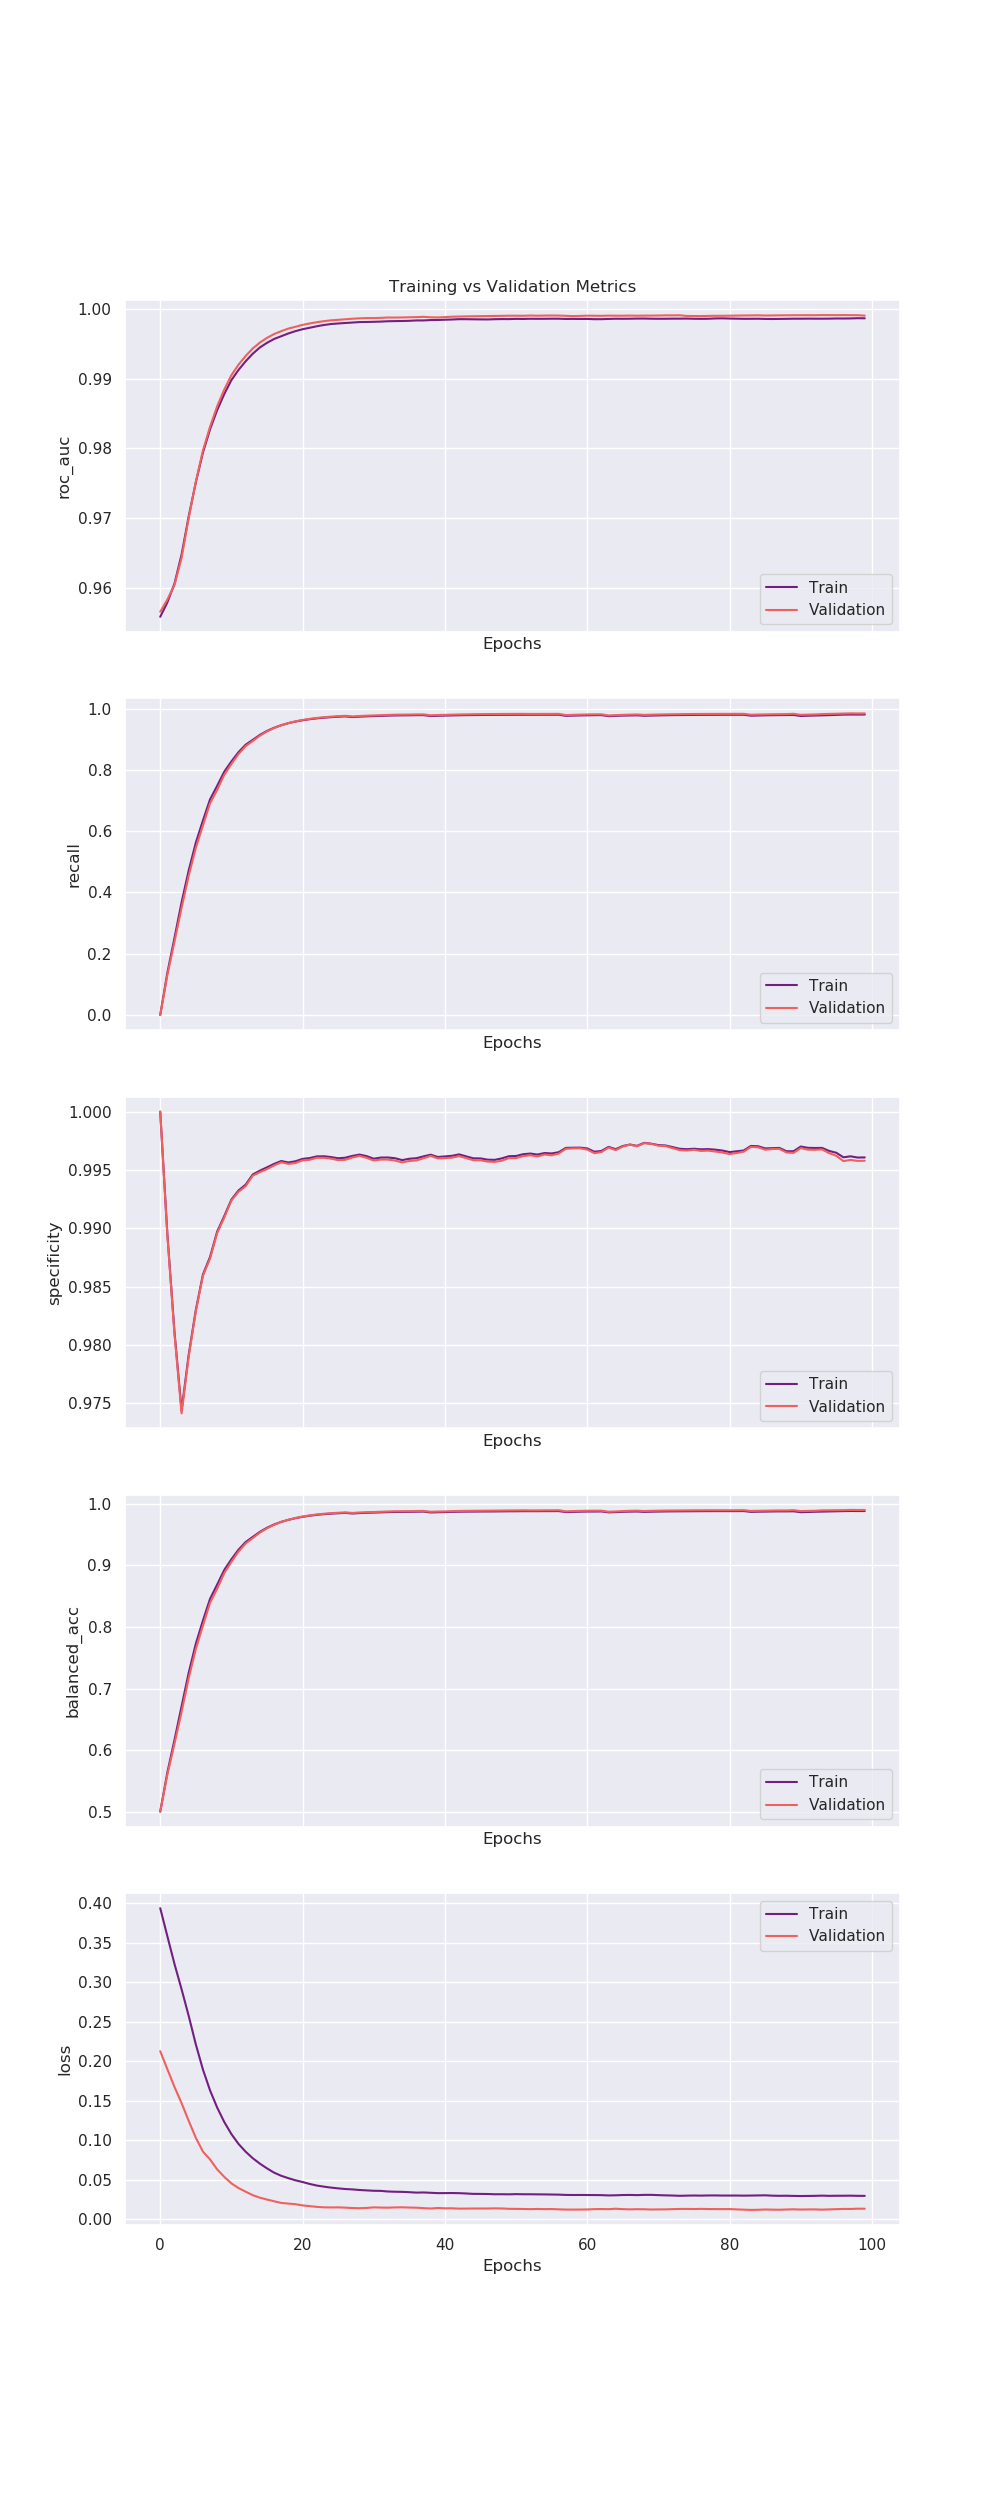 Training vs Validation Metrics
1.00
0.99
0.98
0.97
0.96
roc_auc
Train
Validation
Epochs
1.0
0.8
0.6
0.4
0.2
0.0
recall
Train
Validation
Epochs
1.000
0.995
0.990
0.985
0.980
0.975
specificity
Train
Validation
Epochs
1.0
0.9
0.8
0.7
0.6
0.5
balanced_acc
Train
Validation
Epochs
0.40
0.35
0.30
0.25
0.20
0.15
0.10
0.05
0.00
loss
Train
Validation
0 20 40 60 80 100
Epochs